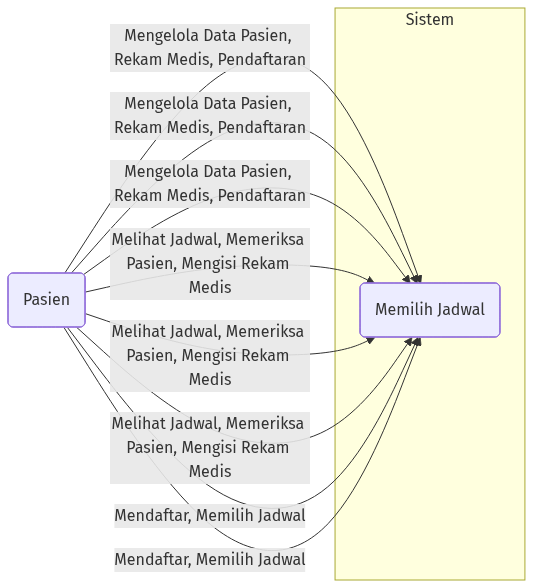 Sistem
Mengelola Data Pasien,
Rekam Medis, Pendaftaran
Mengelola Data Pasien,
Rekam Medis, Pendaftaran
Mengelola Data Pasien,
Rekam Medis, Pendaftaran
Melihat Jadwal, Memeriksa
Pasien, Mengisi Rekam
Medis
Pasien
Memilih Jadwal
Melihat Jadwal, Memeriksa
Pasien, Mengisi Rekam
Medis
Melihat Jadwal, Memeriksa
Pasien, Mengisi Rekam
Medis
Mendaftar, Memilih Jadwal
Mendaftar, Memilih Jadwal